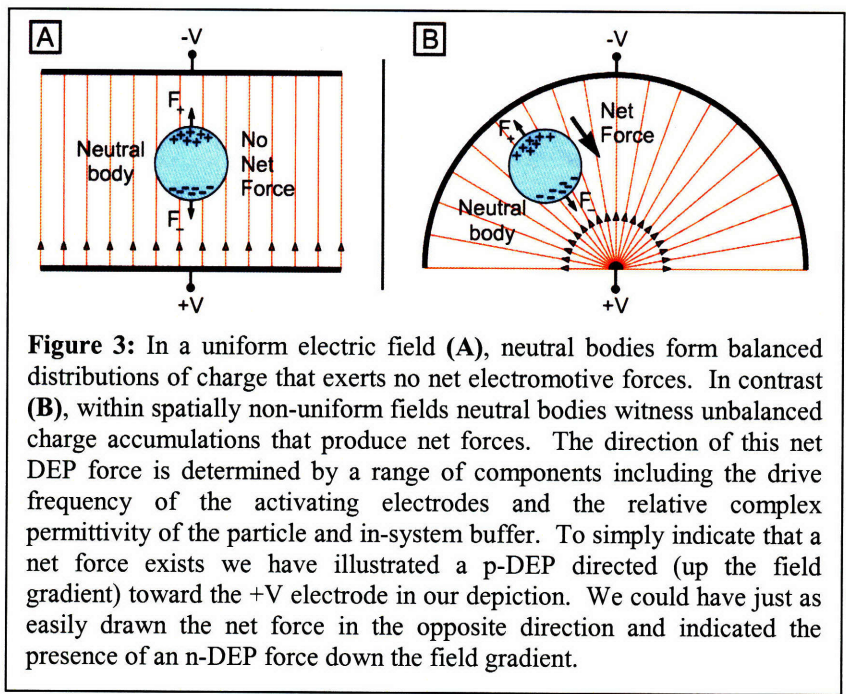 A
-V
F+
Neutral
body
No
Net
Force
F-
+V
B
-V
F+
Net
Force
Neutral
body
F-
+V
Figure 3: In a uniform electric field (A), neutral bodies form balanced
distributions of charge that exerts no net electromotive forces. In contrast
(B), within spatially non-uniform fields neutral bodies witness unbalanced
charge accumulations that produce net forces. The direction of this net
DEP force is determined by a range of components including the drive
frequency of the activating electrodes and the relative complex
permittivity of the particle and in-system buffer. To simply indicate that a
net force exists we have illustrated a p-DEP directed (up the field
gradient) toward the +V electrode in our depiction. We could have just as
easily drawn the net force in the opposite direction and indicated the
presence of an n-DEP force down the field gradient.